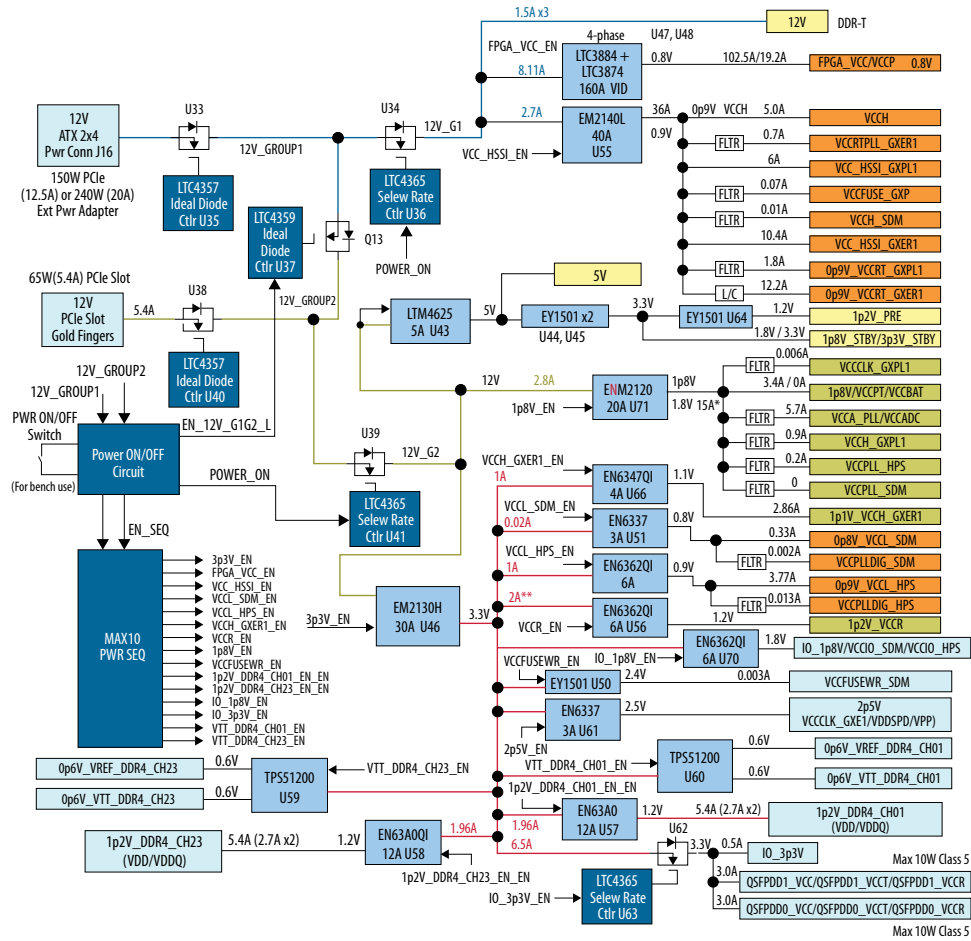 1.5A x3
12V
DDR-T
4-phase
U47, U48
FPGA_VCC_EN
LTC3884 +
LTC3874
160A VID
0.8V
102.5A/19.2A
FPGA_VCC/VCCP 0.8V
8.11A
12V
ATX 2x4
Pwr Conn J16
150W PCIe
(12.5A) or 240W (20A)
Ext Pwr Adapter
U33
LTC4357
Ideal Diode
Ctlr U35
12V_GROUP1
U34
12V_G1
LTC4365
Selew Rate
Ctlr U36
POWER_ON
2.7A
VCC_HSSI_EN
EM2140L
40A
U55
36A
0.9V
0p9V VCCH
5.0A
VCCH
FLTR
0.7A
VCCRTPLL_GXER1
6A
VCC_HSSI_GXPL1
FLTR
0.07A
VCCFUSE_GXP
FLTR
0.01A
VCCH_SDM
10.4A
VCC_HSSI_GXER1
FLTR
1.8A
0p9V_VCCRT_GXPL1
L/C
12.2A
0p9V_VCCRT_GXER1
LTC4359
Ideal
Diode
Ctlr U37
Q13
65W(5.4A) PCIe Slot
12V
PCIe Slot
Gold Fingers
5.4A
U38
LTC4357
Ideal Diode
Ctlr U40
12V_GROUP2
LTM4625
5A U43
5V
5V
EY1501 x2
U44, U45
3.3V
EY1501 U64
1.2V
1p2V_PRE
1.8V / 3.3V
1p8V_STBY/3p3V_STBY
12V
2.8A
1p8V_EN
ENM2120
20A U71
1p8V
1.8V 15A*
FLTR
0.006A
VCCCLK_GXPL1
3.4A / 0A
1p8V/VCCPT/VCCBAT
FLTR
5.7A
VCCA_PLL/VCCADC
FLTR
0.9A
VCCH_GXPL1
FLTR
0.2A
VCCPLL_HPS
FLTR
0
VCCPLL_SDM
12V_GROUP1
12V_GROUP2
PWR ON/OFF
Switch
(For bench use)
Power ON/OFF
Circuit
EN_12V_G1G2_L
POWER_ON
EN_SEQ
U39
12V_G2
LTC4365
Selew Rate
Ctlr U41
VCCH_GXER1_EN
1A
EN6347QI
4A U66
1.1V
2.86A
1p1V_VCCH_GXER1
VCCL_SDM_EN
0.02A
EN6337
3A U51
0.8V
0.33A
0p8V_VCCL_SDM
FLTR
0.002A
VCCPLLDIG_SDM
VCCL_HPS_EN
1A
EN6362QI
6A
0.9V
3.77A
0p9V_VCCL_HPS
FLTR
0.013A
VCCPLLDIG_HPS
2A**
VCCR_EN
EN6362QI
6A U56
1.2V
1p2V_VCCR
MAX10
PWR SEQ
3p3V_EN
FPGA_VCC_EN
VCC_HSSI_EN
VCCL_SDM_EN
VCCL_HPS_EN
VCCH_GXER1_EN
VCCR_EN
1p8V_EN
VCCFUSEWR_EN
1p2V_DDR4_CH01_EN_EN
1p2V_DDR4_CH23_EN_EN
IO_1p8V_EN
IO_3p3V_EN
VTT_DDR4_CH01_EN
VTT_DDR4_CH23_EN
3p3V_EN
EM2130H
30A U46
3.3V
IO_1p8V_EN
EN6362QI
6A U70
1.8V
IO_1p8V/VCCIO_SDM/VCCIO_HPS
VCCFUSEWR_EN
EY1501 U50
2.4V
0.003A
VCCFUSEWR_SDM
EN6337
3A U61
2.5V
2p5V_EN
2p5V
VCCCLK_GXE1/VDDSPD/VPP)
VTT_DDR4_CH01_EN
TPS51200
U60
0.6V
0p6V_VREF_DDR4_CH01
0.6V
0p6V_VTT_DDR4_CH01
0p6V_VREF_DDR4_CH23
0.6V
0p6V_VTT_DDR4_CH23
0.6V
TPS51200
U59
VTT_DDR4_CH23_EN
1p2V_DDR4_CH01_EN_EN
1.96A
EN63A0
12A U57
1.2V
5.4A (2.7A x2)
1p2V_DDR4_CH01
(VDD/VDDQ)
1p2V_DDR4_CH23
(VDD/VDDQ)
5.4A (2.7A x2)
1.2V
EN63A0QI
12A U58
1.96A
1p2V_DDR4_CH23_EN_EN
6.5A
U62
3.3V
0.5A
IO_3p3V
Max 10W Class 5
3.0A
QSFPDD1_VCC/QSFPDD1_VCCT/QSFPDD1_VCCR
3.0A
QSFPDD0_VCC/QSFPDD0_VCCT/QSFPDD0_VCCR
Max 10W Class 5
IO_3p3V_EN
LTC4365
Selew Rate
Ctlr U63